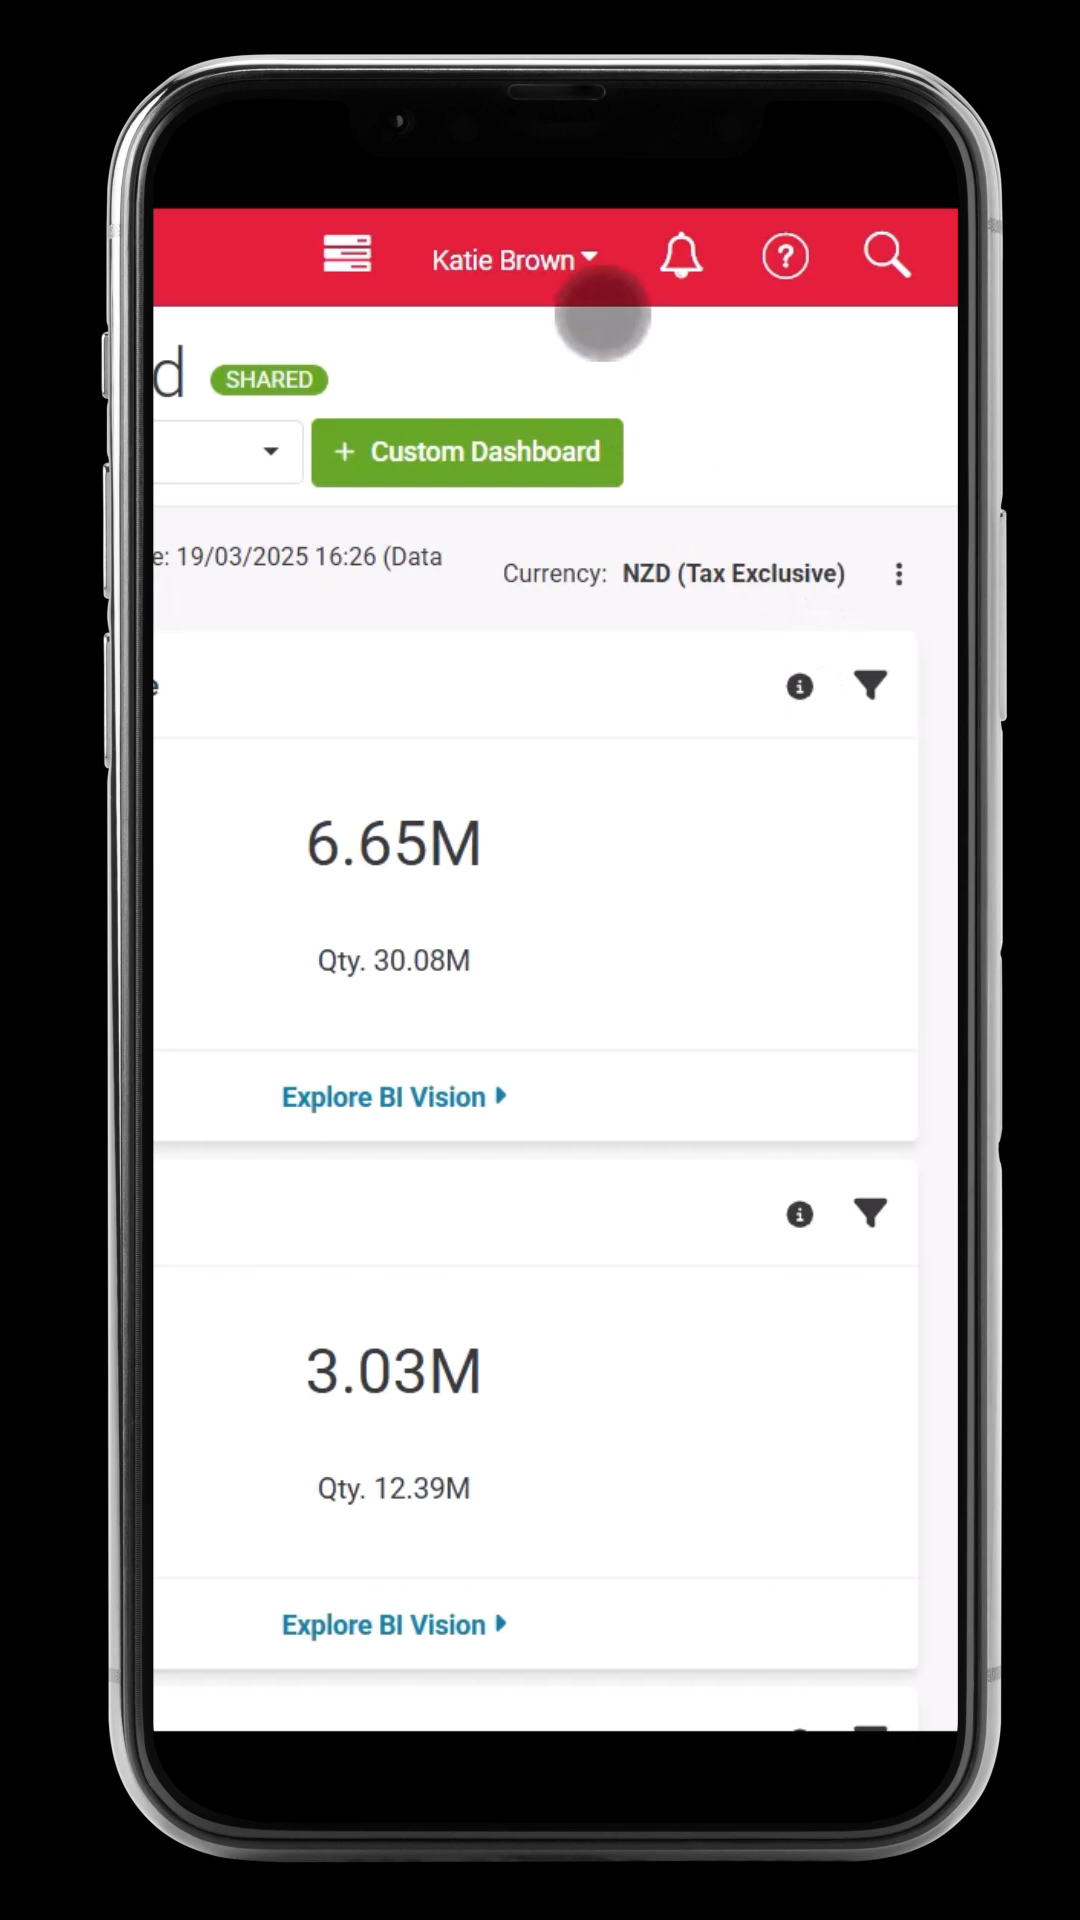 Katie Brown
?
d SHARED
+ Custom Dashboard
e: 19/03/2025 16:26 (Data
Currency: NZD (Tax Exclusive)
e
6.65M
Qty. 30.08M
Explore BI Vision
3.03M
Qty. 12.39M
Explore BI Vision